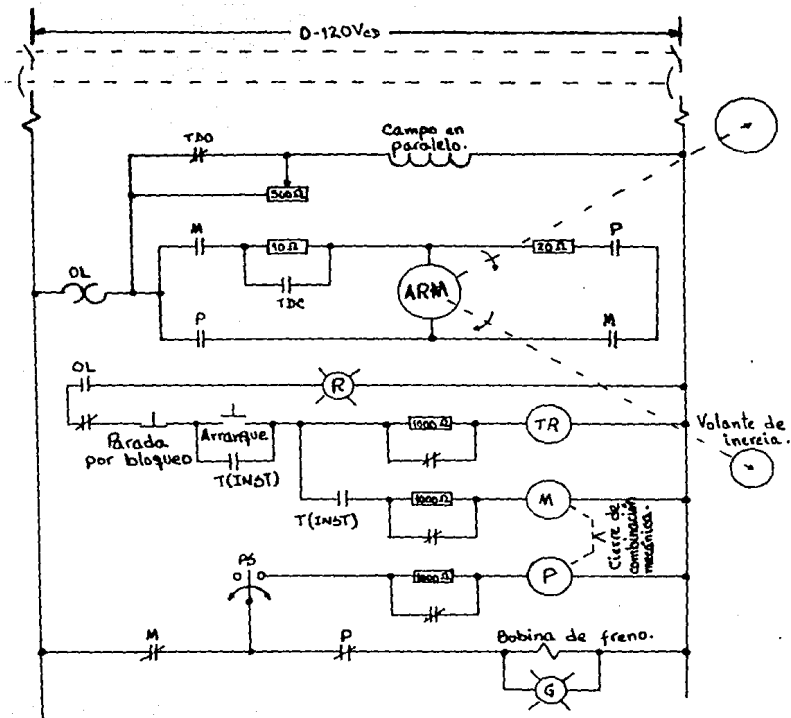 0-120VCD
TDO
Campo en
paralelo.
500Ω
M
10Ω
20Ω
P
OL
TDC
ARM
P
M
OL
R
Parada
por bloqueo
Arranque
T(INST)
1000Ω
TR
Volante de
inercia.
T(INST)
1000Ω
M
Cierre de
combinación
mecánica.
PS
1000Ω
P
M
P
Bobina de freno.
G